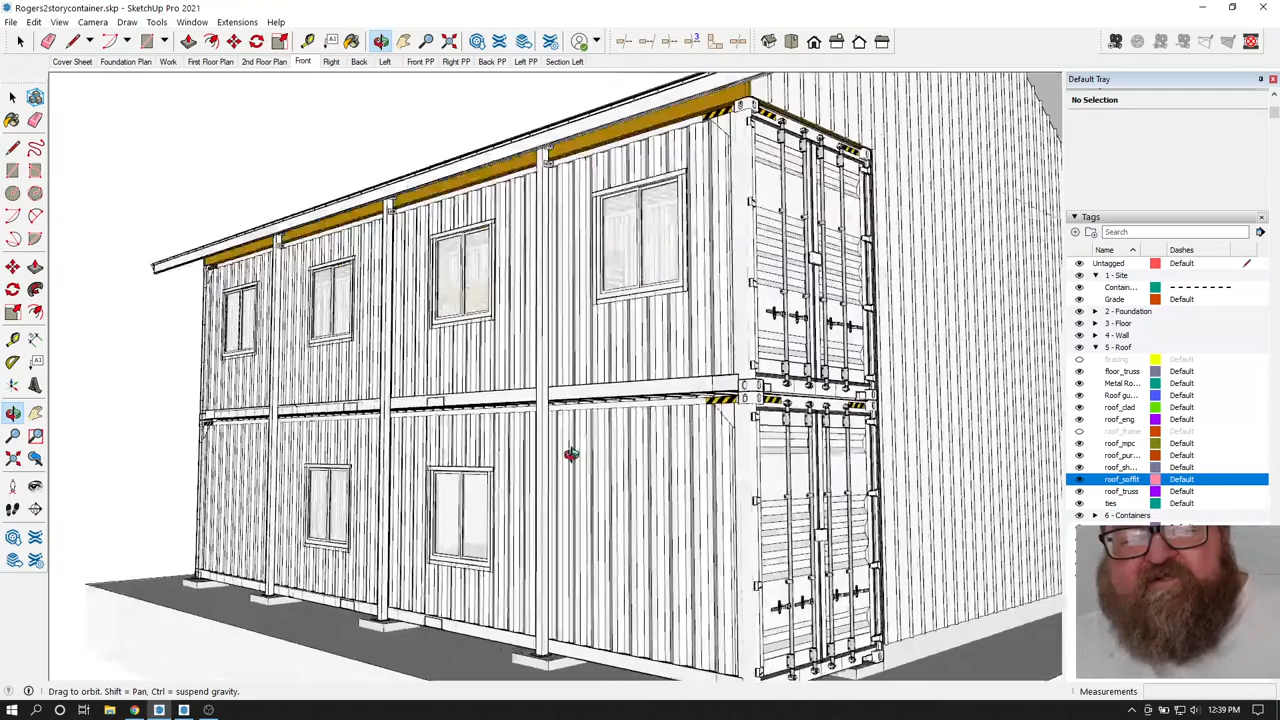 Rogers2storycontainer.skp - SketchUp Pro 2021
File Edit View Camera Draw Tools Window Extensions Help
Cover Sheet Foundation Plan Work First Floor Plan 2nd Floor Plan Front Right Back Left Front PP Right PP Back PP Left PP Section Left
Default Tray
No Selection
Tags
Search
Name Dashes
Untagged Default
1 - Site
Contain...
Grade Default
2 - Foundation
3 - Floor
4 - Wall
5 - Roof
Bracing Default
floor_truss Default
Metal Ro... Default
Roof gu... Default
roof_clad Default
roof_eng Default
roof_frame Default
roof_mpc Default
roof_pur... Default
roof_sh... Default
roof_soffit Default
roof_truss Default
ties Default
6 - Containers
Drag to orbit. Shift = Pan, Ctrl = suspend gravity.
Measurements
12:39 PM